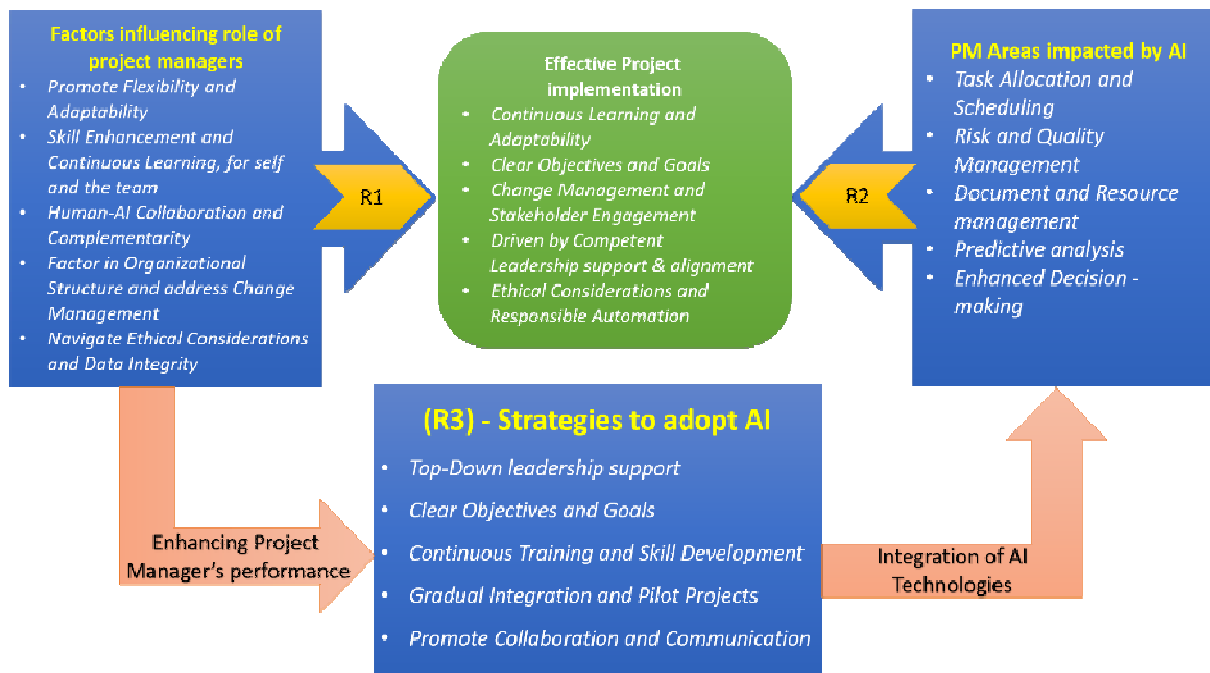 Factors influencing role of
project managers
• Promote Flexibility and
Adaptability
• Skill Enhancement and
Continuous Learning, for self
and the team
• Human-AI Collaboration and
Complementarity
• Factor in Organizational
Structure and address Change
Management
• Navigate Ethical Considerations
and Data Integrity
R1
Effective Project
implementation
• Continuous Learning and
Adaptability
• Clear Objectives and Goals
• Change Management and
Stakeholder Engagement
• Driven by Competent
Leadership support & alignment
• Ethical Considerations and
Responsible Automation
R2
PM Areas impacted by AI
• Task Allocation and
Scheduling
• Risk and Quality
Management
• Document and Resource
management
• Predictive analysis
• Enhanced Decision -
making
(R3) - Strategies to adopt AI
• Top-Down leadership support
• Clear Objectives and Goals
• Continuous Training and Skill Development
• Gradual Integration and Pilot Projects
• Promote Collaboration and Communication
Enhancing Project
Manager's performance
Integration of AI
Technologies